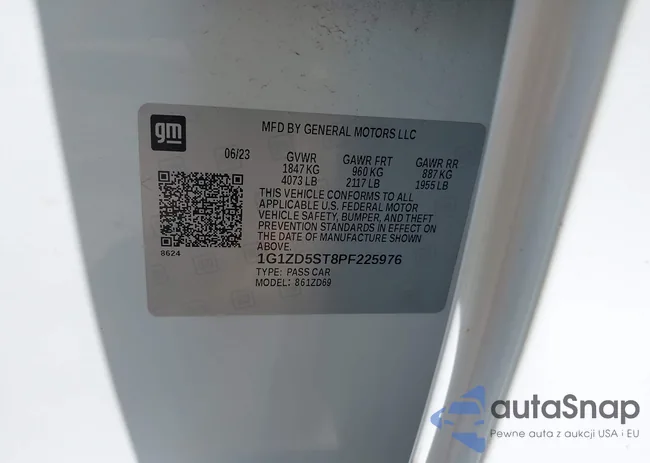 gm
MFD BY GENERAL MOTORS LLC
06/23 GVWR GAWR FRT GAWR RR
1847 KG 960 KG 887 KG
4073 LB 2117 LB 1955 LB
THIS VEHICLE CONFORMS TO ALL
APPLICABLE U.S. FEDERAL MOTOR
VEHICLE SAFETY, BUMPER, AND THEFT
PREVENTION STANDARDS IN EFFECT ON
THE DATE OF MANUFACTURE SHOWN
ABOVE.
8624
1G1ZD5ST8PF225976
TYPE: PASS CAR
MODEL: 861ZD69
autaSnap
Pewne auta z aukcji USA i EU